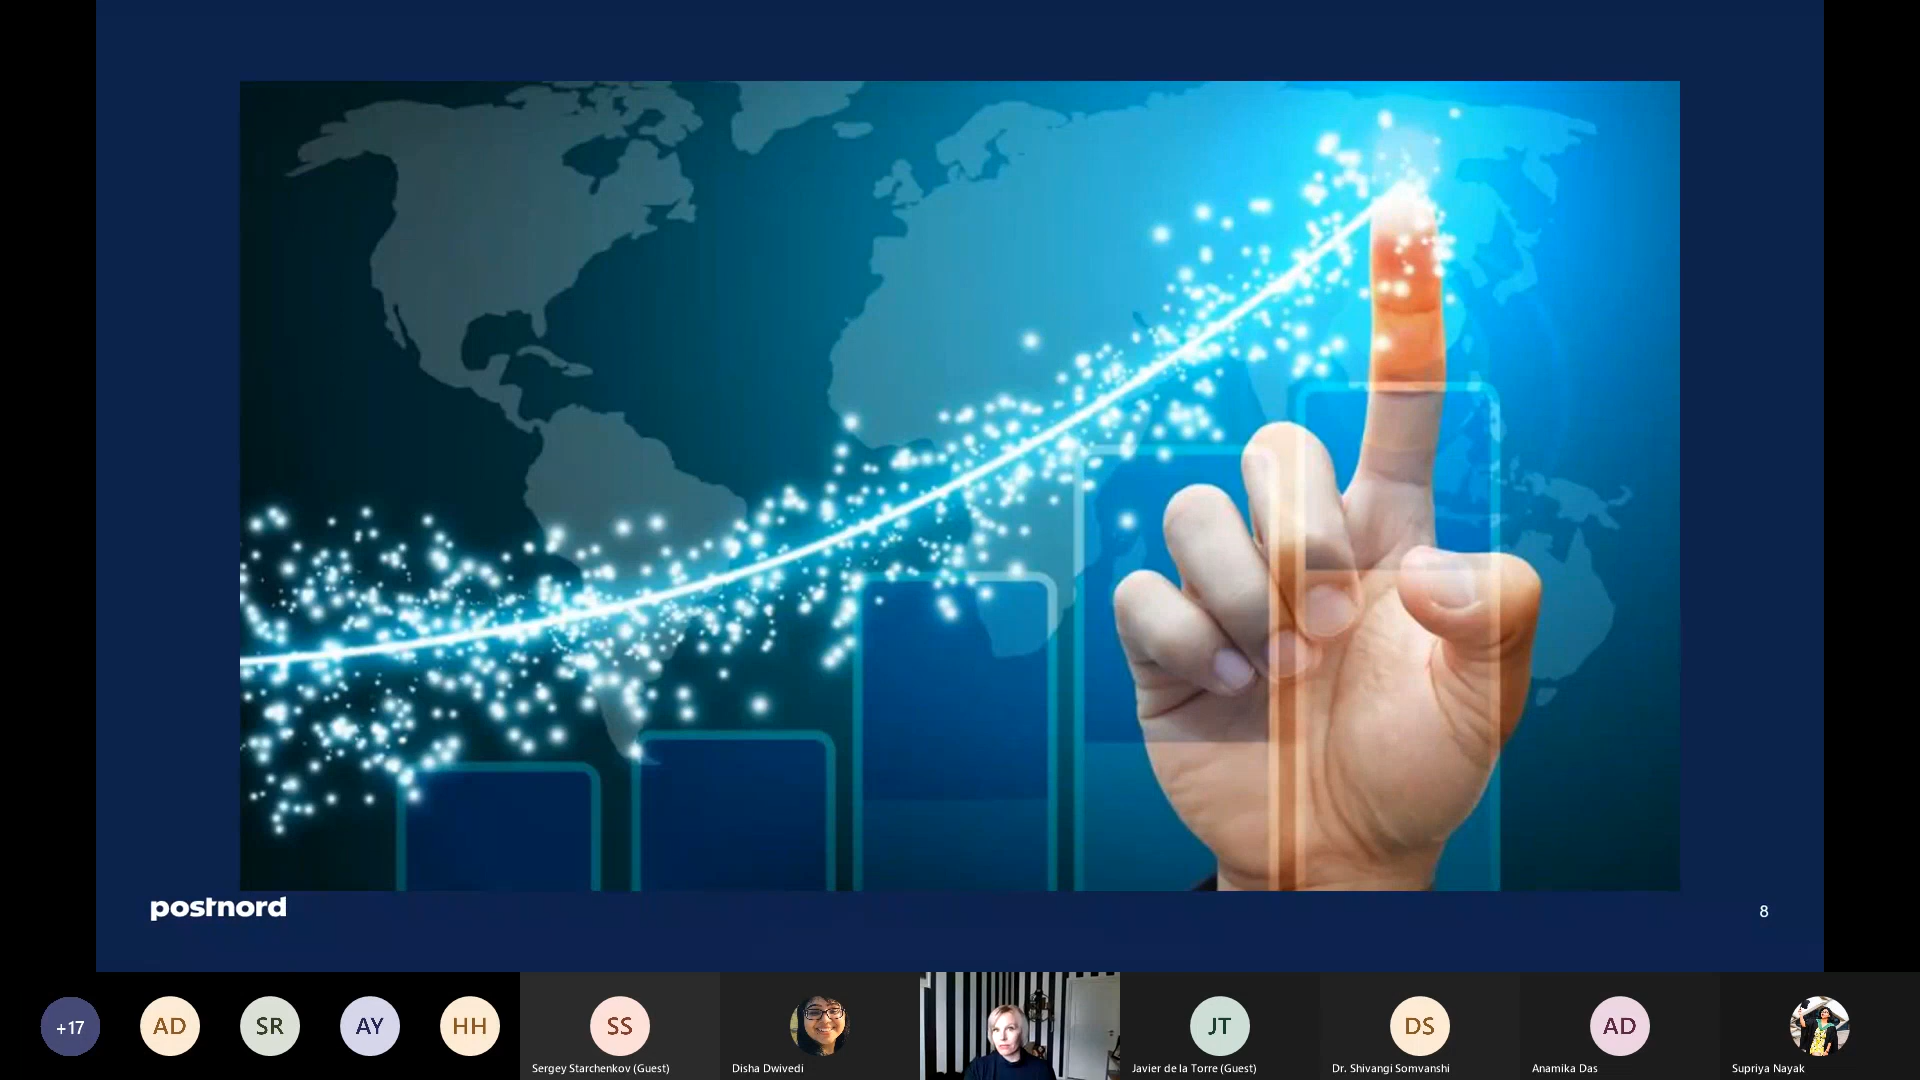 postnord
8
+17
AD
SR
AY
HH
SS
JT
DS
AD
Sergey Starchenkov (Guest)
Disha Dwivedi
Javier de la Torre (Guest)
Dr. Shivangi Somvanshi
Anamika Das
Supriya Nayak